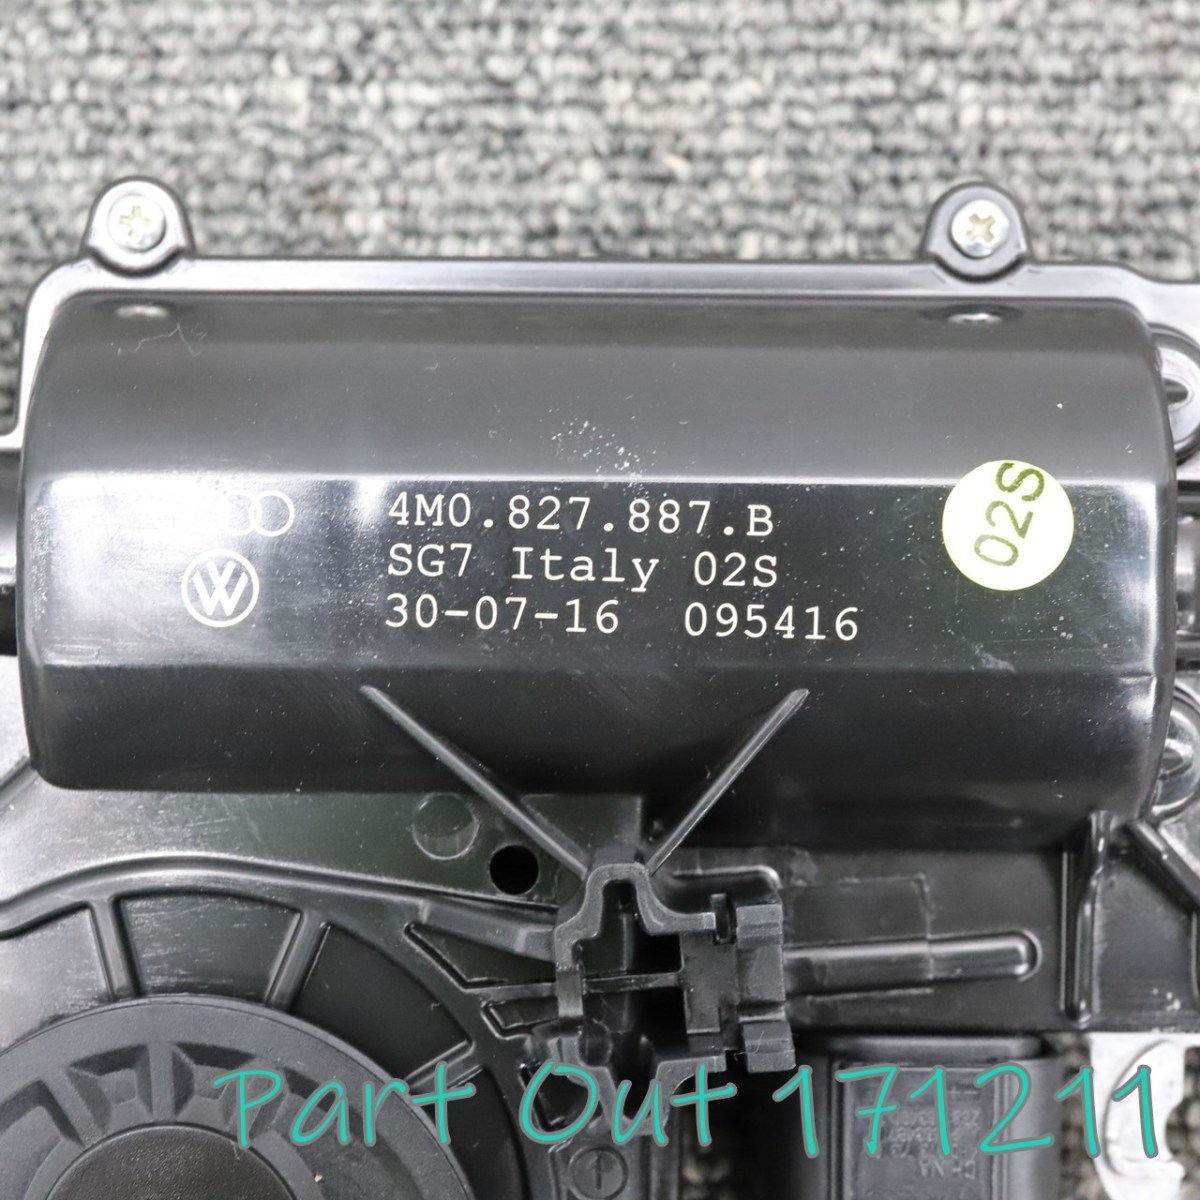 4M0.827.887.B
SG7 Italy 02S
30-07-16 095416
02S
Part Out 171211